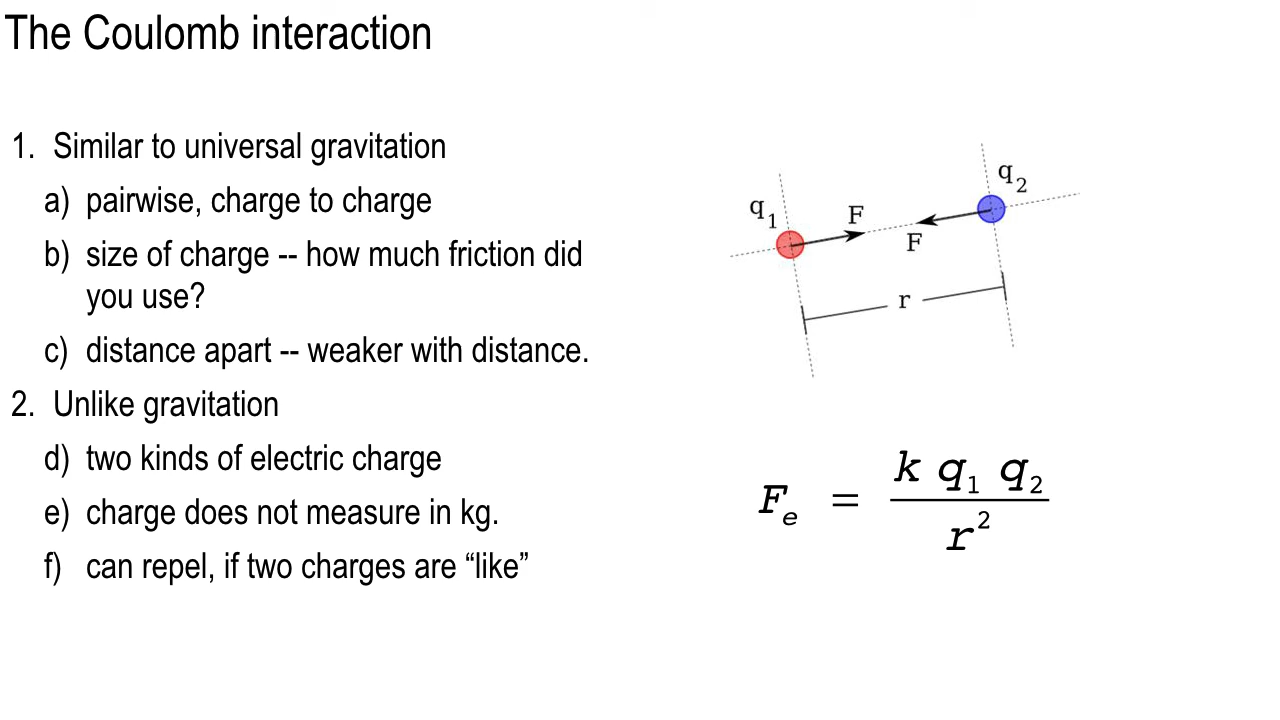 The Coulomb interaction
1. Similar to universal gravitation
a) pairwise, charge to charge
b) size of charge -- how much friction did
you use?
c) distance apart -- weaker with distance.
2. Unlike gravitation
d) two kinds of electric charge
e) charge does not measure in kg.
f) can repel, if two charges are “like”
q₁
F
F
q₂
r
Fₑ = k q₁ q₂
r²